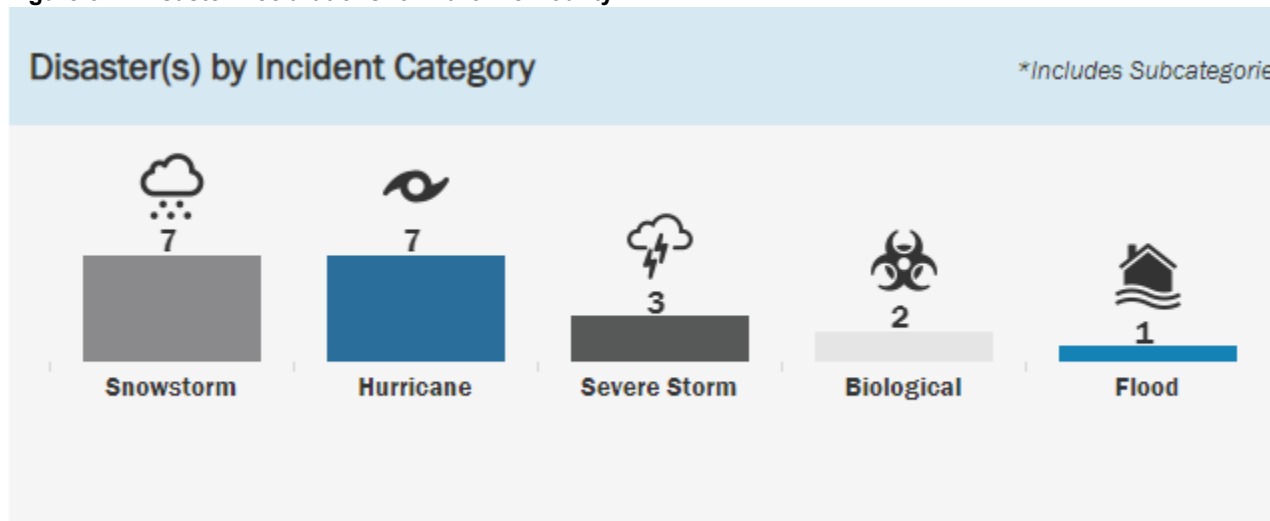 Disaster(s) by Incident Category
*Includes Subcategorie
7
7
3
2
1
Snowstorm
Hurricane
Severe Storm
Biological
Flood